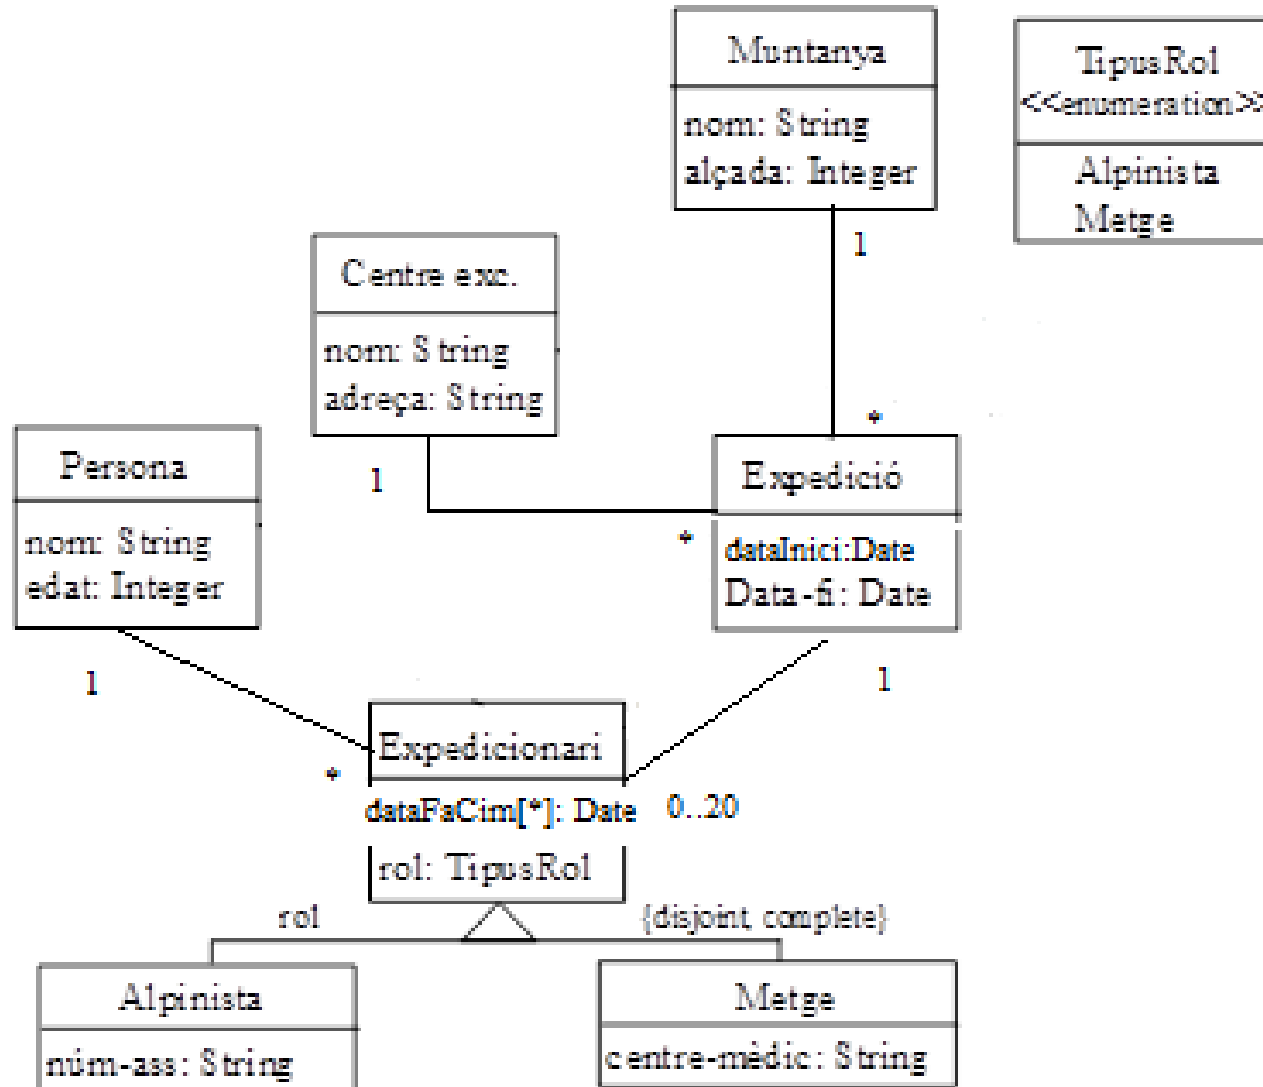 Muntanya
nom: String
alçada: Integer
TipusRol
<<enumeration>>
Alpinista
Metge
1
Centre exc.
nom: String
adreça: String
1
*
*
Expedició
dataInici:Date
Data-fi: Date
Persona
nom: String
edat: Integer
1
1
Expedicionari
*
dataFaCim[*]: Date
0..20
rol: TipusRol
rol
{disjoint, complete}
Alpinista
núm-ass: String
Metge
centre-mèdic: String